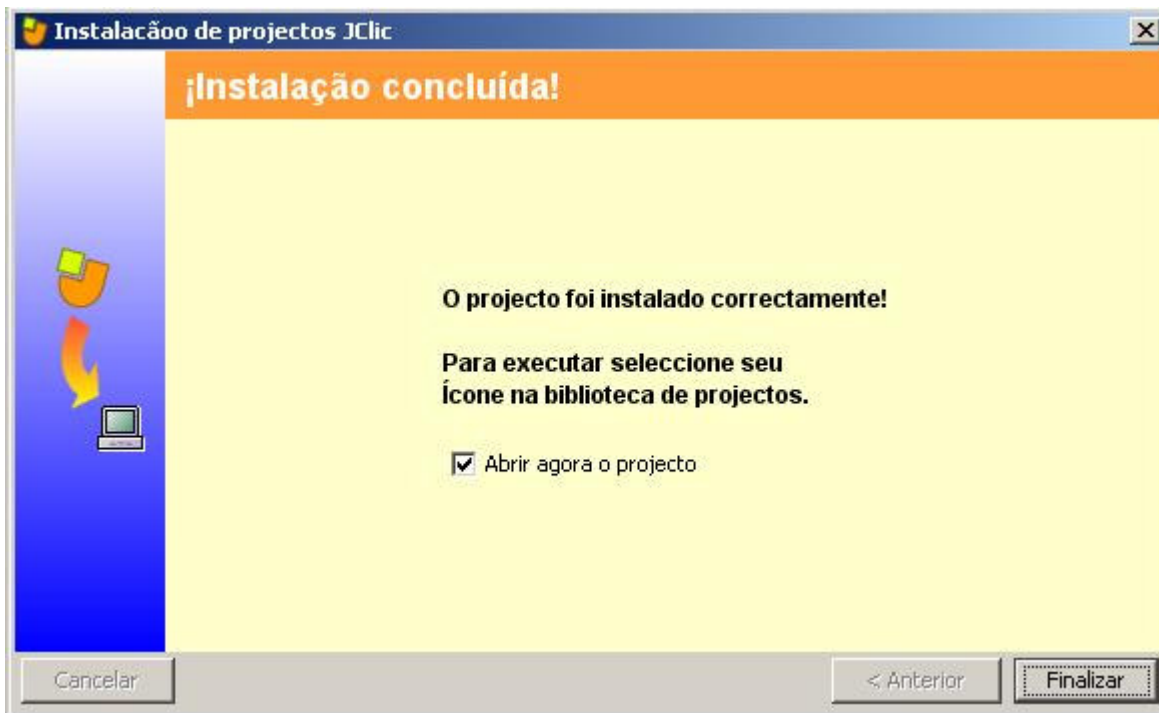 Instalacãoo de projectos JClic
¡Instalação concluída!
O projecto foi instalado correctamente!
Para executar seleccione seu
Ícone na biblioteca de projectos.
Abrir agora o projecto
Cancelar
< Anterior
Finalizar